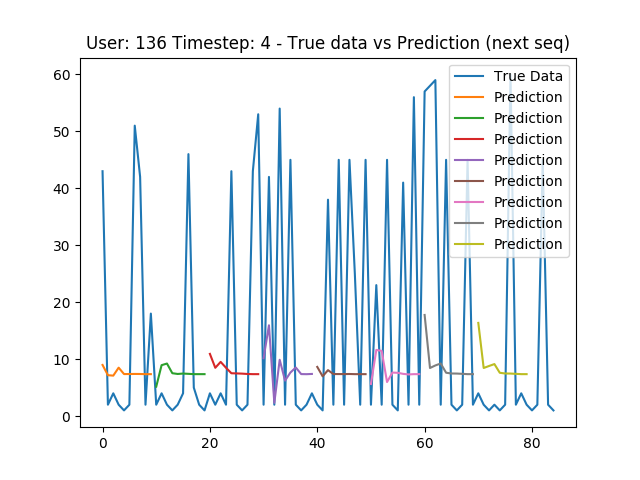 User: 136 Timestep: 4 - True data vs Prediction (next seq)
60
50
40
30
20
10
0
0 20 40 60 80
True Data
Prediction
Prediction
Prediction
Prediction
Prediction
Prediction
Prediction
Prediction